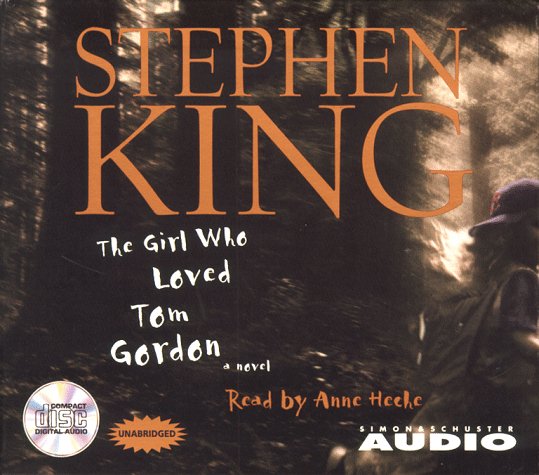 STEPHEN
KING
The Girl Who
Loved
Tom
Gordon
a novel
Read by Anne Heche
COMPACT
disc
DIGITAL AUDIO
UNABRIDGED
SIMON & SCHUSTER
AUDIO